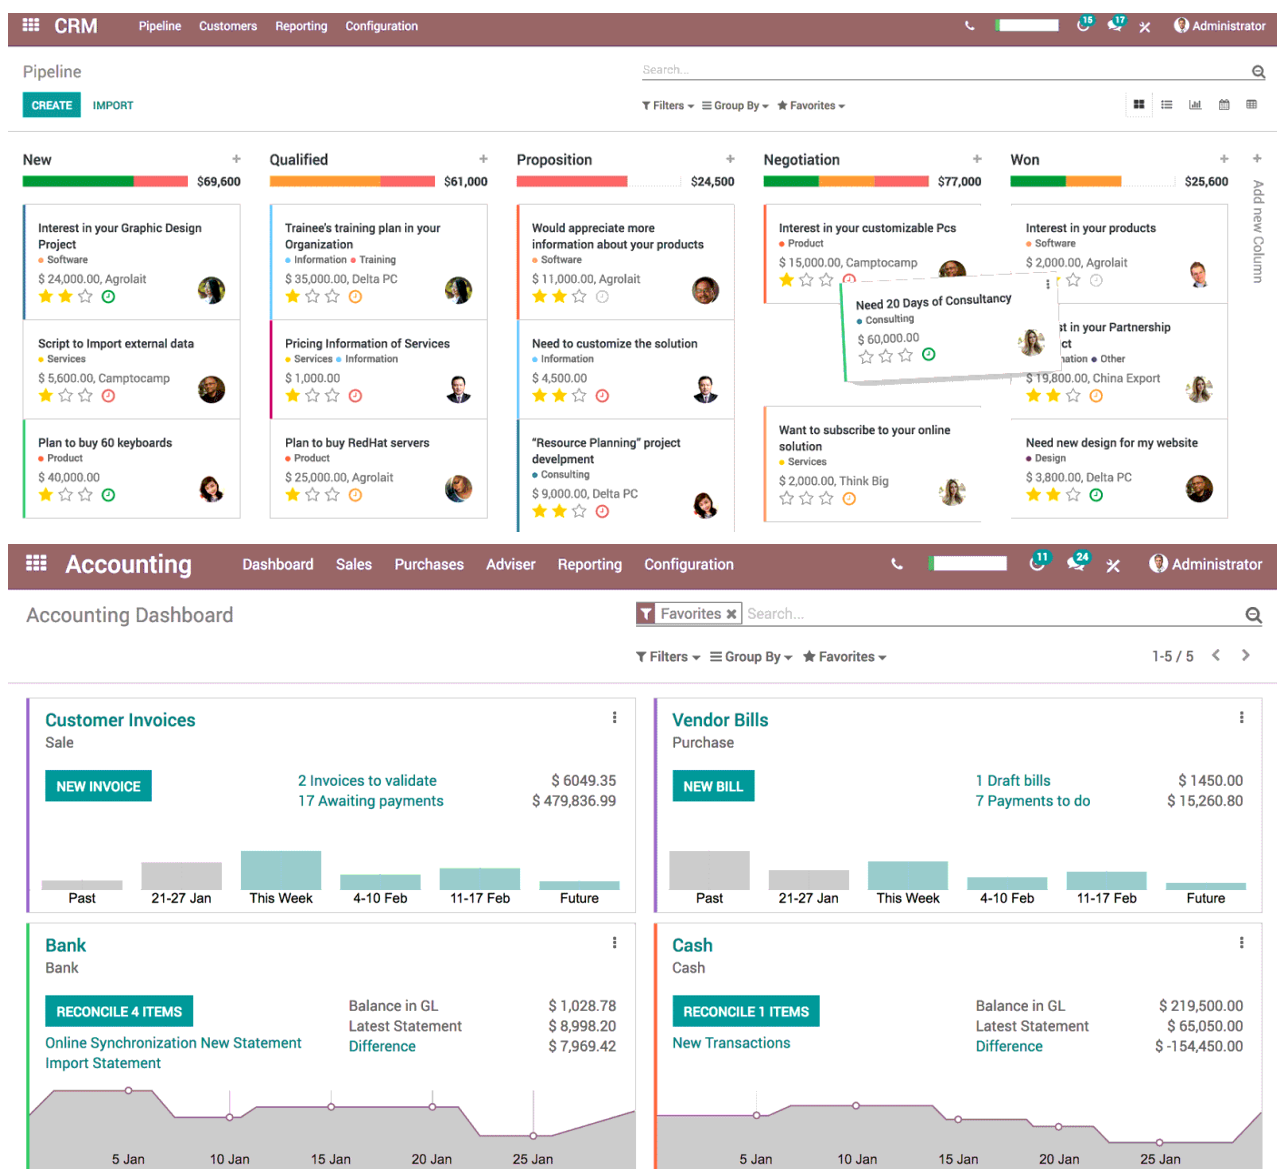 CRM Pipeline Customers Reporting Configuration 15 17 Administrator
Pipeline Search...
CREATE IMPORT Filters Group By Favorites
New +
$69,600
Interest in your Graphic Design
Project
Software
$ 24,000.00, Agrolait
Script to Import external data
Services
$ 5,600.00, Camptocamp
Plan to buy 60 keyboards
Product
$ 40,000.00
Qualified +
$61,000
Trainee's training plan in your
Organization
Information Training
$ 35,000.00, Delta PC
Pricing Information of Services
Services Information
$ 1,000.00
Plan to buy RedHat servers
Product
$ 25,000.00, Agrolait
Proposition +
$24,500
Would appreciate more
information about your products
Software
$ 11,000.00, Agrolait
Need to customize the solution
Information
$ 4,500.00
"Resource Planning" project
develpment
Consulting
$ 9,000.00, Delta PC
Negotiation +
$77,000
Interest in your customizable Pcs
Product
$ 15,000.00, Camptocamp
Need 20 Days of Consultancy
Consulting
$ 60,000.00
Want to subscribe to your online
solution
Services
$ 2,000.00, Think Big
Won +
$25,600
Interest in your products
Software
$ 2,000.00, Agrolait
in your Partnership
Other
$ 19,800.00, China Export
Need new design for my website
Design
$ 3,800.00, Delta PC
+
Add new Column
Accounting Dashboard Sales Purchases Adviser Reporting Configuration 11 24 Administrator
Accounting Dashboard Favorites Search...
Filters Group By Favorites 1-5 / 5
Customer Invoices
Sale
NEW INVOICE
2 Invoices to validate $ 6049.35
17 Awaiting payments $ 479,836.99
Past 21-27 Jan This Week 4-10 Feb 11-17 Feb Future
Vendor Bills
Purchase
NEW BILL
1 Draft bills $ 1450.00
7 Payments to do $ 15,260.80
Past 21-27 Jan This Week 4-10 Feb 11-17 Feb Future
Bank
Bank
RECONCILE 4 ITEMS
Online Synchronization New Statement
Import Statement
Balance in GL $ 1,028.78
Latest Statement $ 8,998.20
Difference $ 7,969.42
5 Jan 10 Jan 15 Jan 20 Jan 25 Jan
Cash
Cash
RECONCILE 1 ITEMS
New Transactions
Balance in GL $ 219,500.00
Latest Statement $ 65,050.00
Difference $ -154,450.00
5 Jan 10 Jan 15 Jan 20 Jan 25 Jan